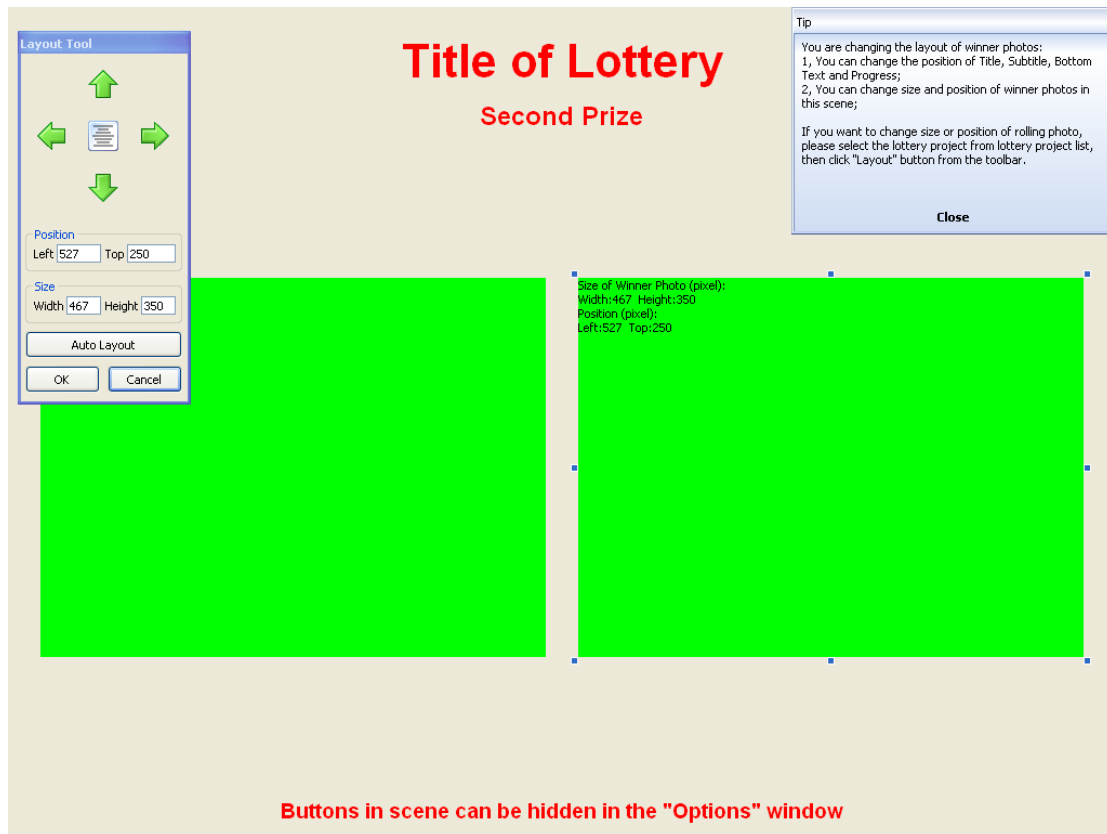 Layout Tool
Position
Left 527 Top 250
Size
Width 467 Height 350
Auto Layout
OK Cancel
Title of Lottery
Second Prize
Tip
You are changing the layout of winner photos:
1, You can change the position of Title, Subtitle, Bottom
Text and Progress;
2, You can change size and position of winner photos in
this scene;
If you want to change size or position of rolling photo,
please select the lottery project from lottery project list,
then click "Layout" button from the toolbar.
Close
Size of Winner Photo (pixel):
Width:467 Height:350
Position (pixel):
Left:527 Top:250
Buttons in scene can be hidden in the "Options" window